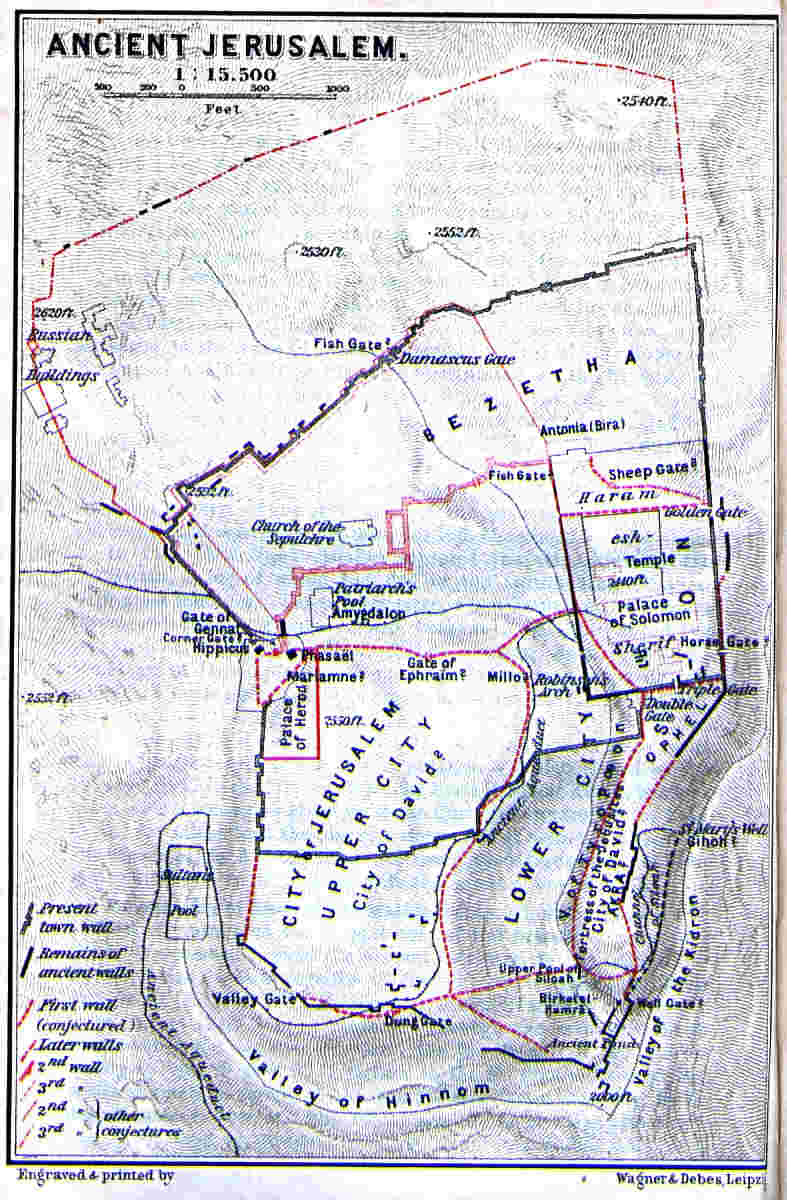 ANCIENT JERUSALEM.
1 : 15.500
500 250 0 500 1000
Feet
2540 ft.
2552 ft.
2530 ft.
2620 ft.
Russian
Buildings
Fish Gate?
Damascus Gate
BEZETHA
Antonia (Bira)
Fish Gate
Sheep Gate?
Haram
Golden Gate
2552 ft.
Church of the
Sepulchre
esh-
Temple
2440 ft.
Palace
of Solomon
Sherif
Horse Gate?
ZION
Patriarch's
Pool
Amygdalon
Gate of
Gennat
Corner Gate?
Hippicus
Phasael
Mariamne?
Gate of
Ephraim?
Millo
Robinson's
Arch
Triple Gate
Double
Gate
OPHEL
2552 ft.
Palace
of Herod
2550 ft.
CITY of JERUSALEM
UPPER CITY
City of David?
Ancient Aqueduct
LOWER CITY
Fortress of the Jebusites
City of David
AKRA?
St Mary's Well
Gihon?
Sultans
Pool
Upper Pool of
Siloah
Birket el
Hamra
Well Gate?
Ancient Pond
Valley of the Kidron
2000 ft.
Valley Gate
Dung Gate
Valley of Hinnom
Ancient Aqueduct
Present
town wall
Remains of
ancient walls
First wall
(conjectured)
Later walls
2nd wall
3rd "
2nd " other
3rd " conjectures
Engraved & printed by
Wagner & Debes, Leipz